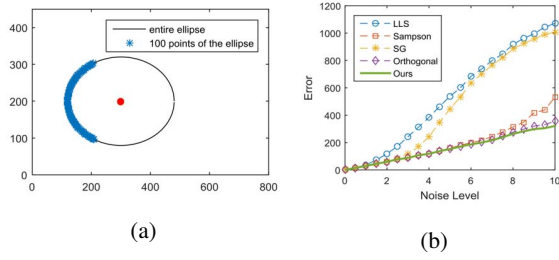 entire ellipse
100 points of the ellipse
400
300
200
100
0
0 200 400 600 800
(a)
Error
1200
1000
800
600
400
200
0
LLS
Sampson
SG
Orthogonal
Ours
0 2 4 6 8 10
Noise Level
(b)